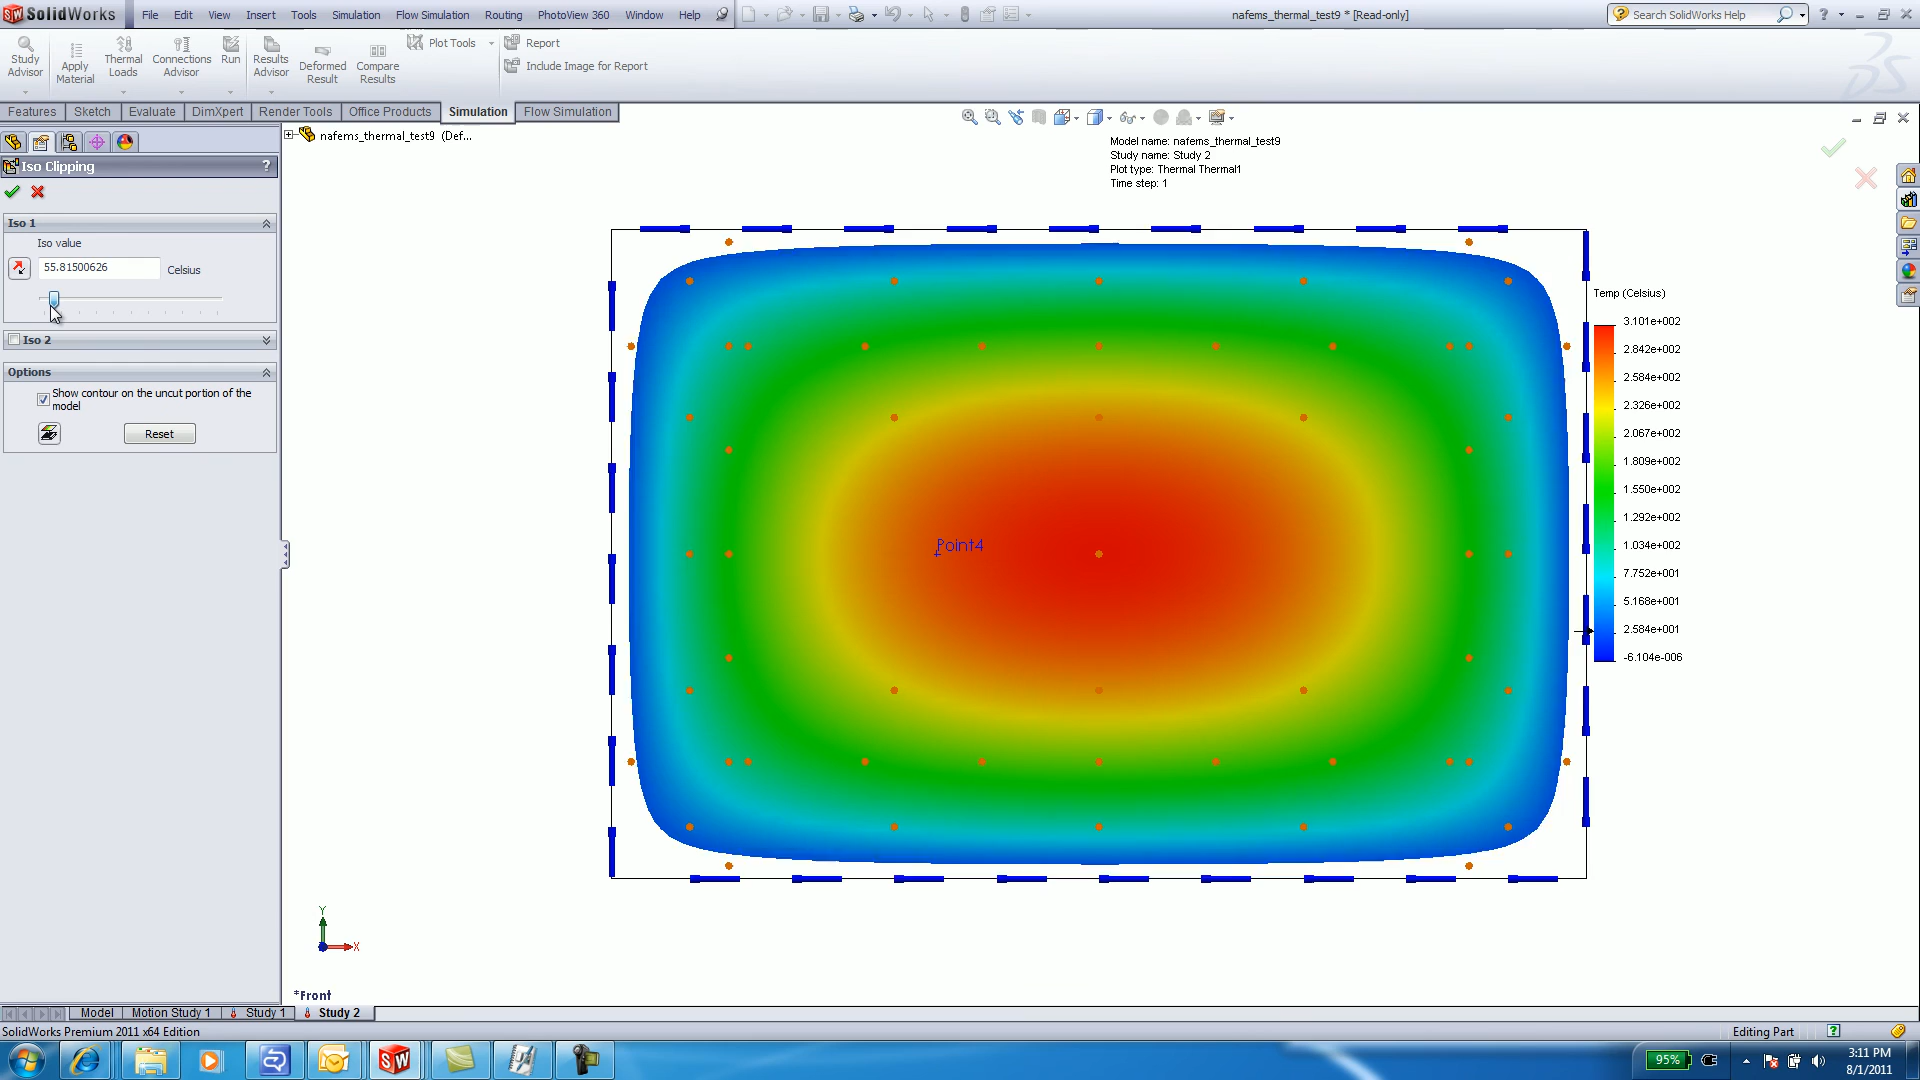 SolidWorks
File Edit View Insert Tools Simulation Flow Simulation Routing PhotoView 360 Window Help
nafems_thermal_test9 * [Read-only]
Search SolidWorks Help
Study Advisor
Apply Material
Thermal Loads
Connections Advisor
Run
Results Advisor
Deformed Result
Compare Results
Plot Tools
Report
Include Image for Report
Features Sketch Evaluate DimXpert Render Tools Office Products Simulation Flow Simulation
nafems_thermal_test9 (Def...
Iso Clipping ?
Iso 1
Iso value
55.81500626 Celsius
Iso 2
Options
Show contour on the uncut portion of the
model
Reset
Model name: nafems_thermal_test9
Study name: Study 2
Plot type: Thermal Thermal1
Time step: 1
Point4
Temp (Celsius)
3.101e+002
2.842e+002
2.584e+002
2.326e+002
2.067e+002
1.809e+002
1.550e+002
1.292e+002
1.034e+002
7.752e+001
5.168e+001
2.584e+001
-6.104e-006
Y
X
*Front
Model Motion Study 1 Study 1 Study 2
SolidWorks Premium 2011 x64 Edition
Editing Part
95%
3:11 PM
8/1/2011